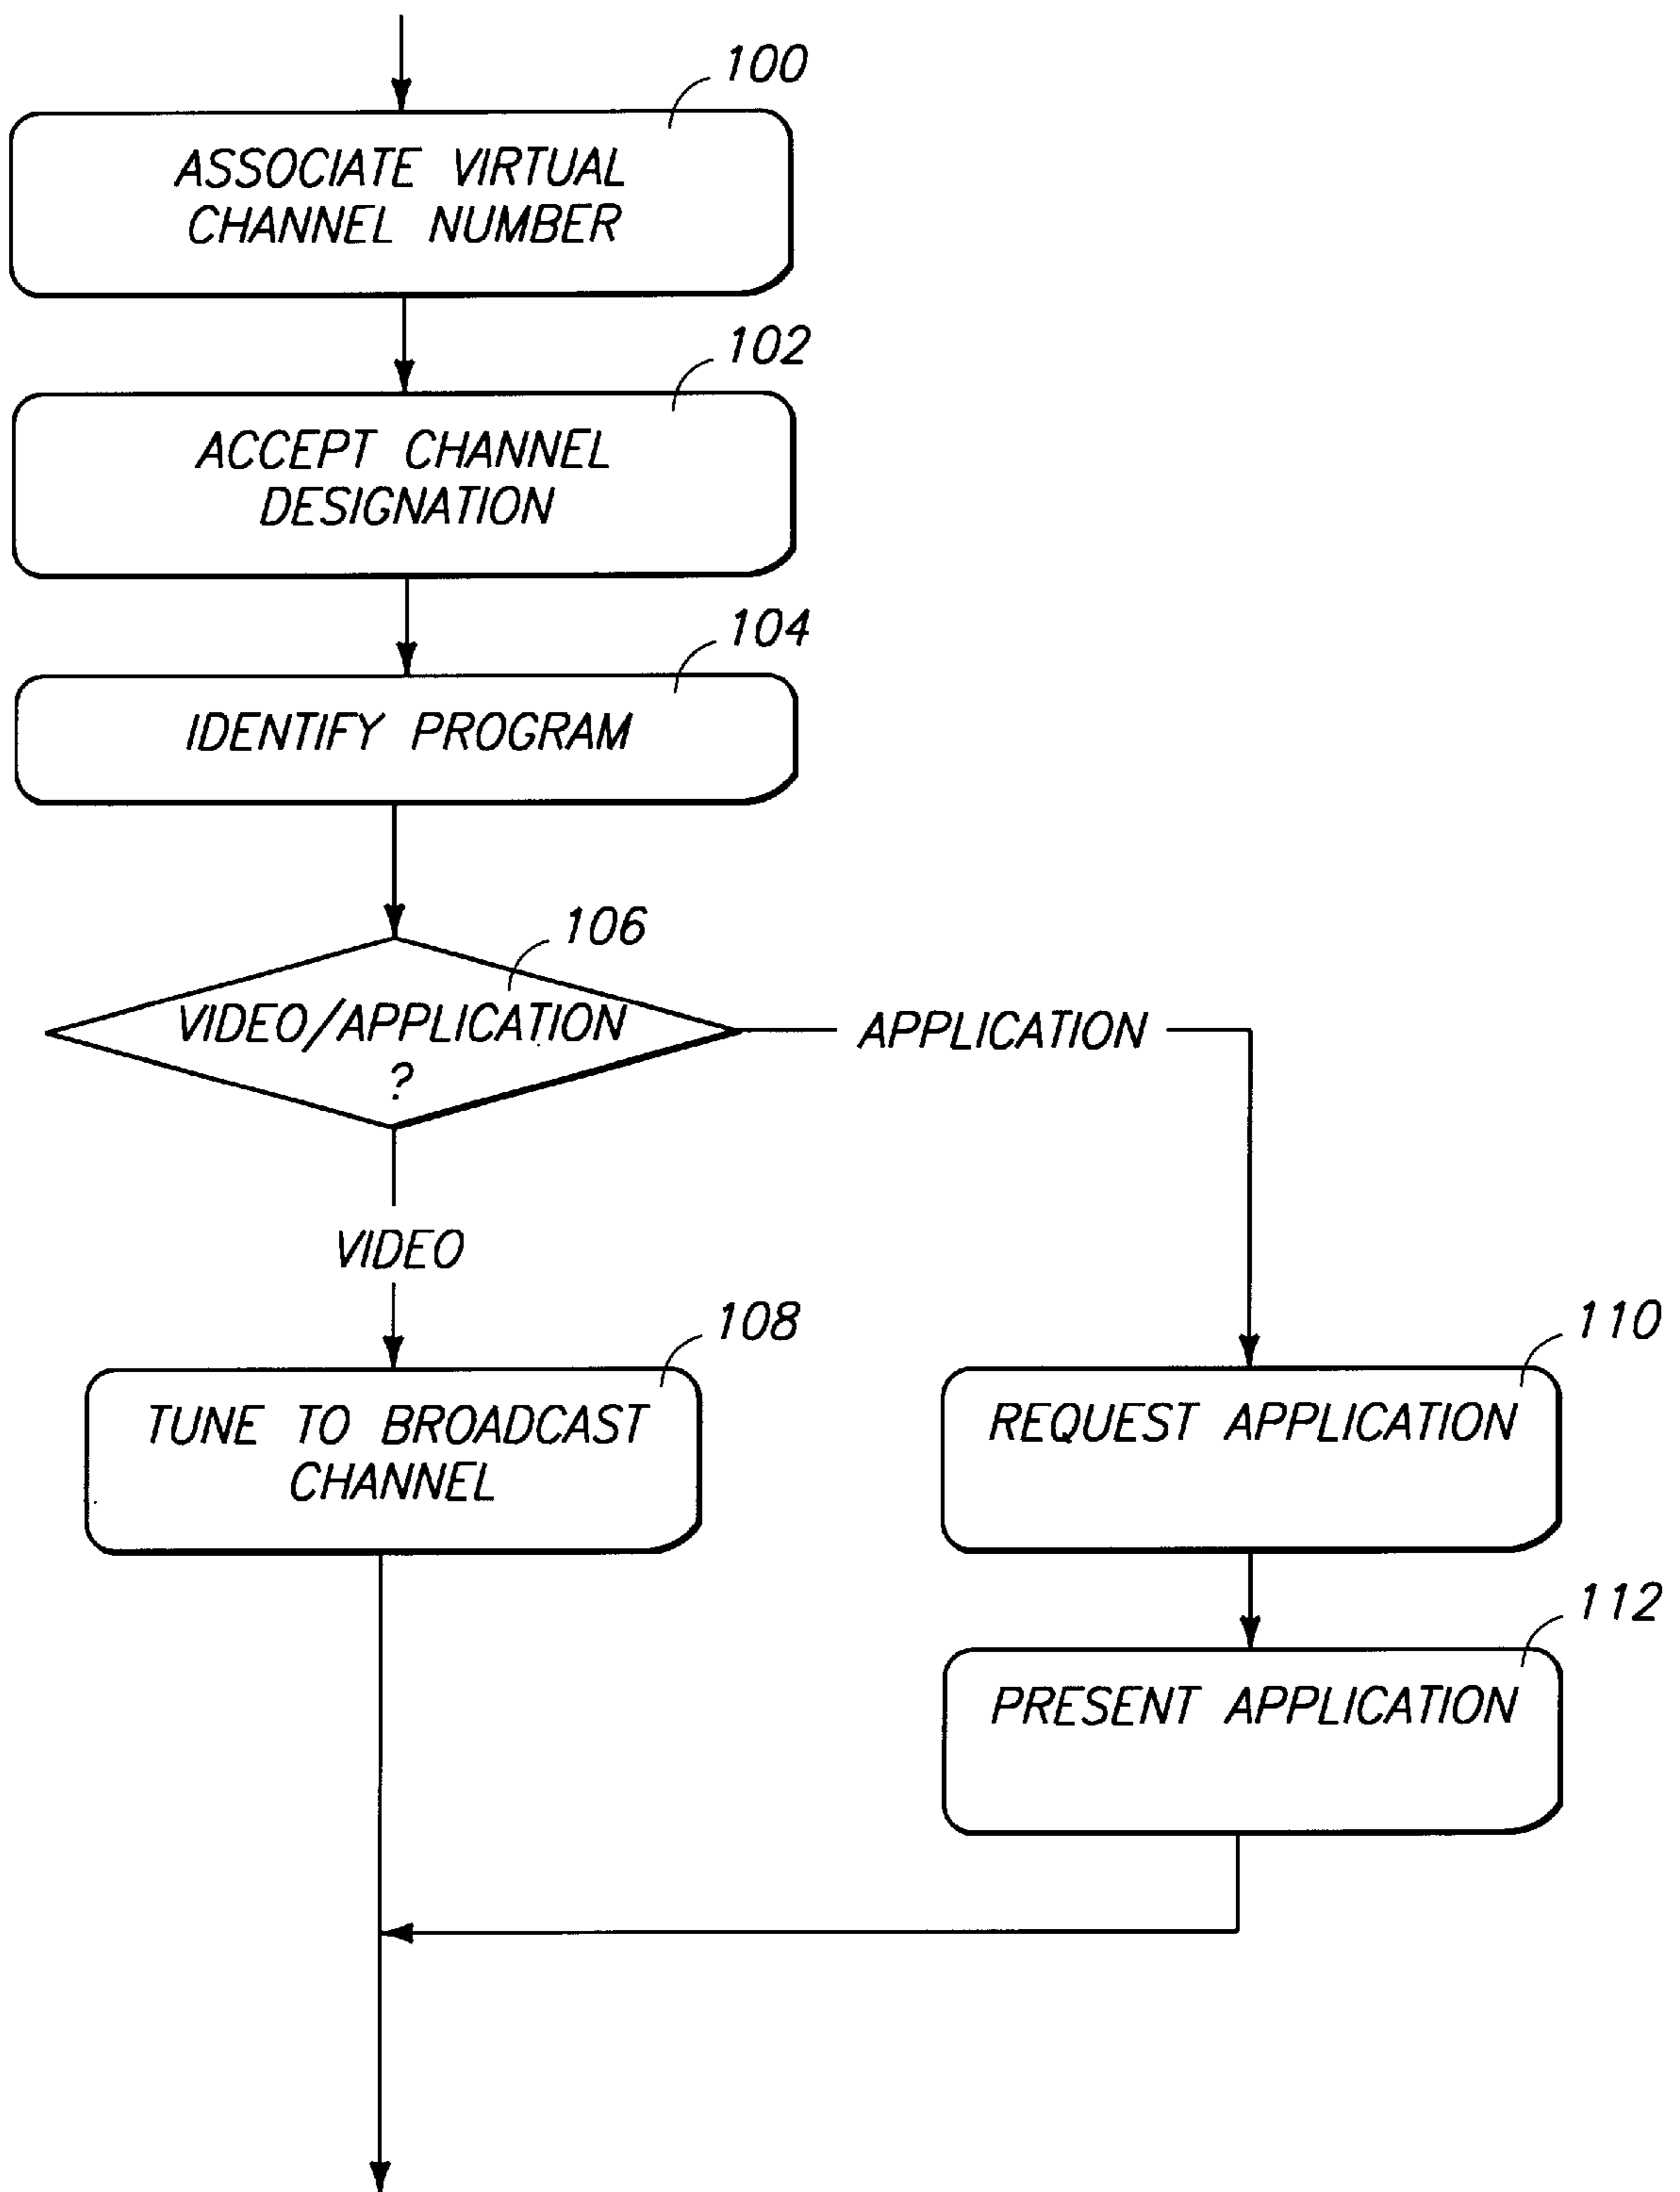 100
ASSOCIATE VIRTUAL
CHANNEL NUMBER
102
ACCEPT CHANNEL
DESIGNATION
104
IDENTIFY PROGRAM
106
VIDEO/APPLICATION
?
APPLICATION
VIDEO
108
TUNE TO BROADCAST
CHANNEL
110
REQUEST APPLICATION
112
PRESENT APPLICATION